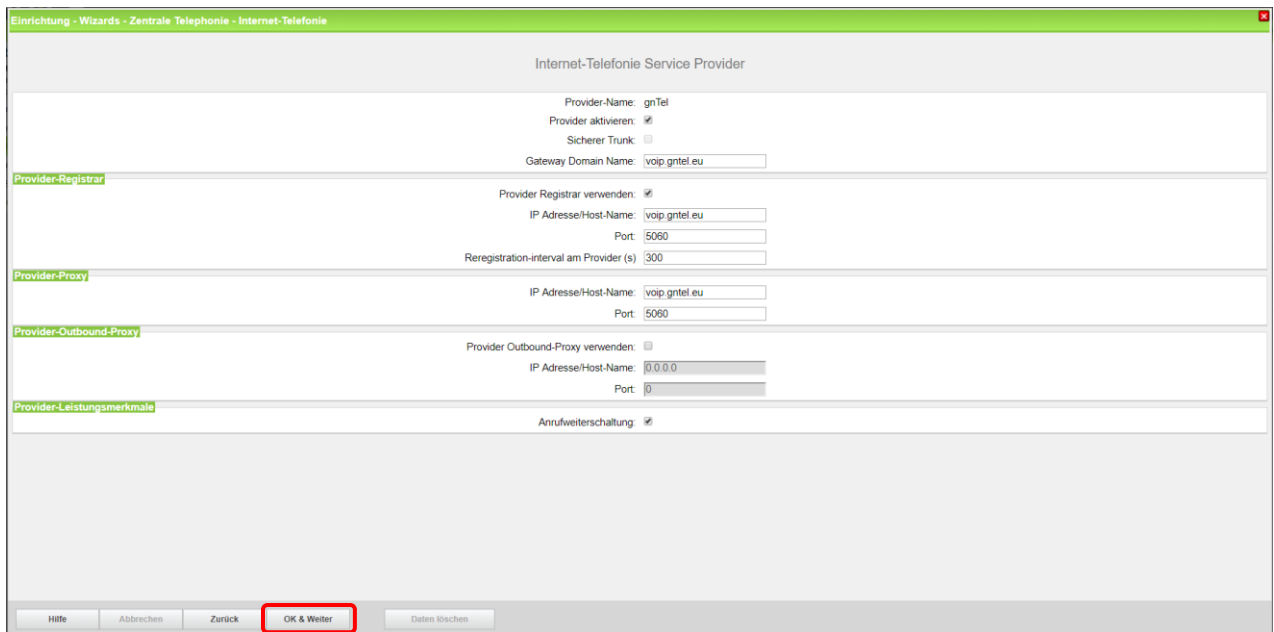 Einrichtung - Wizards - Zentrale Telephonie - Internet-Telefonie
Internet-Telefonie Service Provider
Provider-Name: gnTel
Provider aktivieren:
Sicherer Trunk:
Gateway Domain Name: voip.gntel.eu
Provider-Registrar
Provider Registrar verwenden:
IP Adresse/Host-Name: voip.gntel.eu
Port: 5060
Reregistration-interval am Provider (s) 300
Provider-Proxy
IP Adresse/Host-Name: voip.gntel.eu
Port: 5060
Provider-Outbound-Proxy
Provider Outbound-Proxy verwenden:
IP Adresse/Host-Name: 0.0.0.0
Port: 0
Provider-Leistungsmerkmale
Anrufweiterschaltung:
Hilfe Abbrechen Zurück OK & Weiter Daten löschen